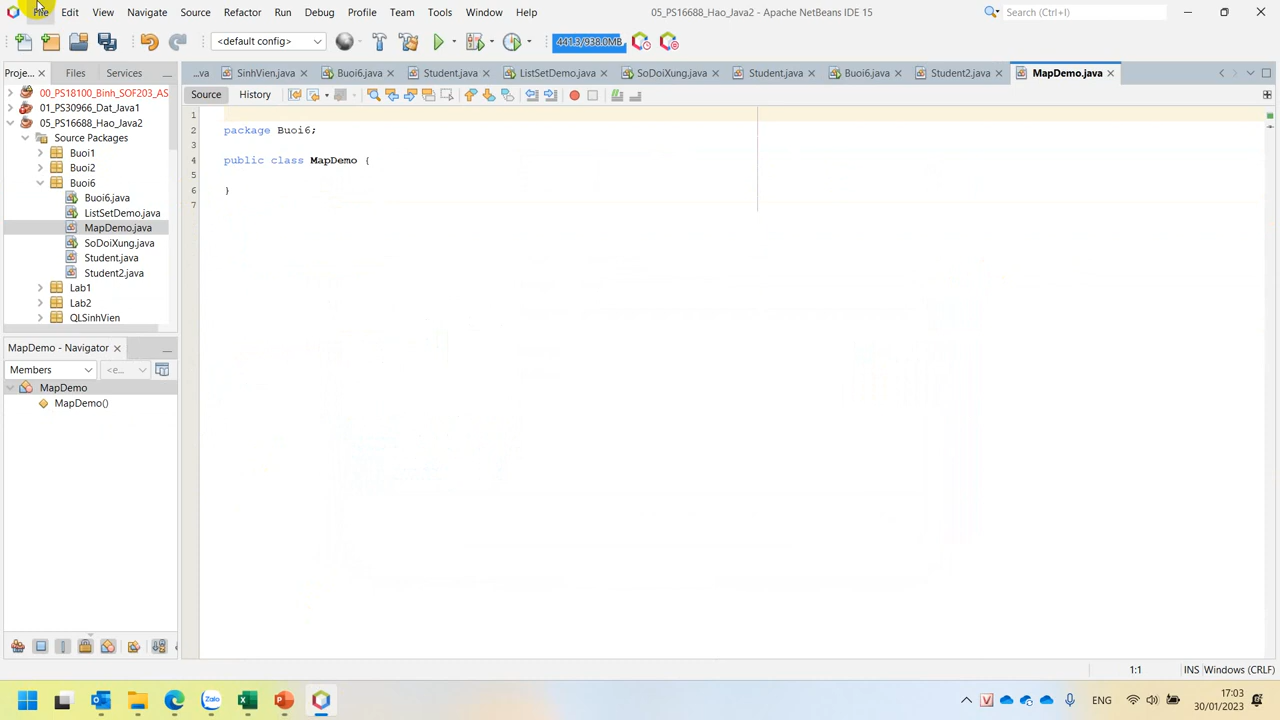 File Edit View Navigate Source Refactor Run Debug Profile Team Tools Window Help 05_PS16688_Hao_Java2 - Apache NetBeans IDE 15 Search (Ctrl+I)
<default config> 441.3/938.0MB
Proje... Files Services ...va SinhVien.java Buoi6.java Student.java ListSetDemo.java SoDoiXung.java Student.java Buoi6.java Student2.java MapDemo.java
Source History
00_PS18100_Binh_SOF203_AS
01_PS30966_Dat_Java1
05_PS16688_Hao_Java2
Source Packages
Buoi1
Buoi2
Buoi6
Buoi6.java
ListSetDemo.java
MapDemo.java
SoDoiXung.java
Student.java
Student2.java
Lab1
Lab2
QLSinhVien
1
2 package Buoi6;
3
4 public class MapDemo {
5
6 }
7
MapDemo - Navigator
Members <e...
MapDemo
MapDemo()
1:1 INS Windows (CRLF)
Zalo ENG 17:03
30/01/2023